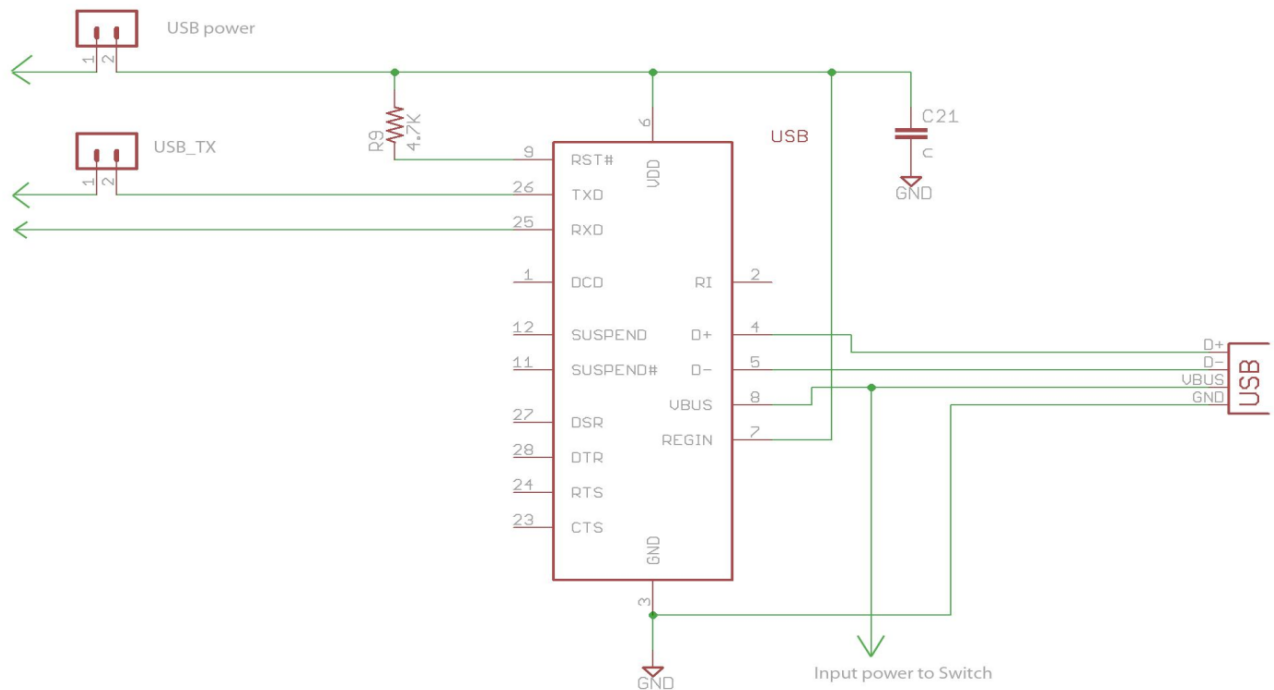 USB power
1 2
R9
4.7K
6
USB
C21
C
GND
USB_TX
1 2
9 RST#
VDD
26 TXD
25 RXD
1 DCD
RI 2
12 SUSPEND
D+ 4
11 SUSPEND#
D- 5
VBUS 8
27 DSR
REGIN 7
28 DTR
24 RTS
23 CTS
GND
3
GND
D+
D-
VBUS
GND
USB
Input power to Switch